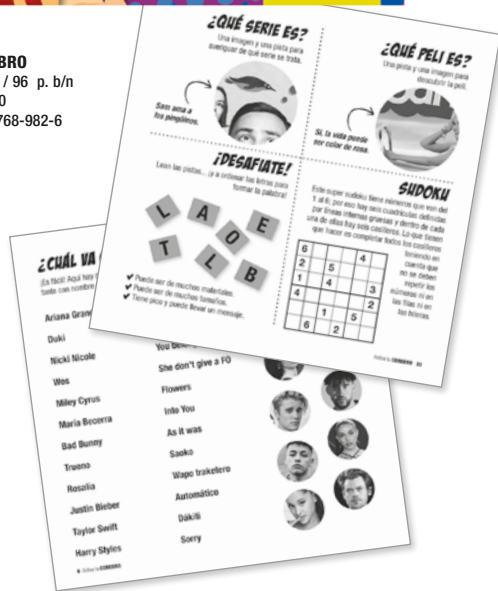 BRO
/ 96 p. b/n
0
768-982-6
¿QUÉ SERIE ES?
Una imagen y una pista para
averiguar de qué serie se trata.
Sam ama a
los pingüinos.
¿QUÉ PELI ES?
Una pista y una imagen para
descubrir la peli.
Sí, la vida puede
ser color de rosa.
¡DESAFIATE!
Lean las pistas... ¡y a ordenar las letras para
formar la palabra!
L A E
O
T L B
Puede ser de muchos materiales.
Puede ser de muchos tamaños.
Tiene pico y puede llevar un mensaje.
SUDOKU
Este super sudoku tiene números que van del
1 al 6; por eso hay seis cuadrículas definidas
por líneas internas gruesas y dentro de cada
una de ellas hay seis casilleros. Lo que tienen
que hacer es completar todos los casilleros
teniendo en
cuenta que
no se deben
repetir los
números ni en
las filas ni en
las hileras.
6 4
2 5
1 4 3
4 2
1 5
6 2
CEREBRO
¿CUÁL VA
¡Es fácil! Aquí hay
tante con nombre
Ariana Gran
Duki
Nicki Nicole
Wos
Miley Cyrus
María Becerra
Bad Bunny
Trueno
Rosalía
Justin Bieber
Taylor Swift
Harry Styles
She don't give a FO
Flowers
Into You
As it was
Saoko
Wapo traketero
Automático
Dákiti
Sorry
CEREBRO